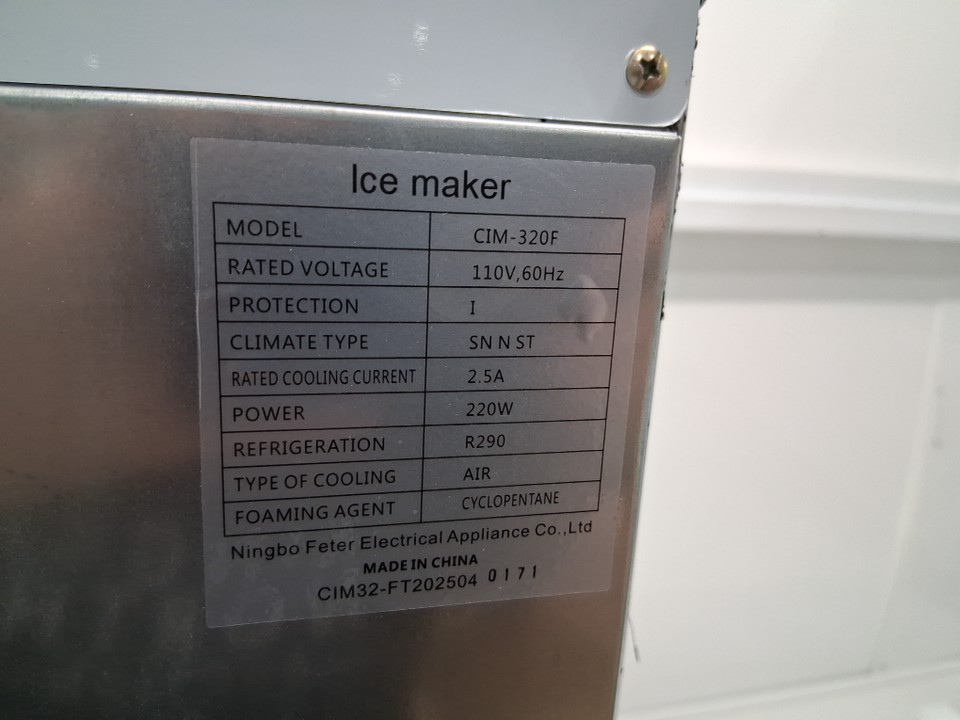 Ice maker
MODEL CIM-320F
RATED VOLTAGE 110V,60Hz
PROTECTION I
CLIMATE TYPE SN N ST
RATED COOLING CURRENT 2.5A
POWER 220W
REFRIGERATION R290
TYPE OF COOLING AIR
FOAMING AGENT CYCLOPENTANE
Ningbo Feter Electrical Appliance Co.,Ltd
MADE IN CHINA
CIM32-FT202504 0171